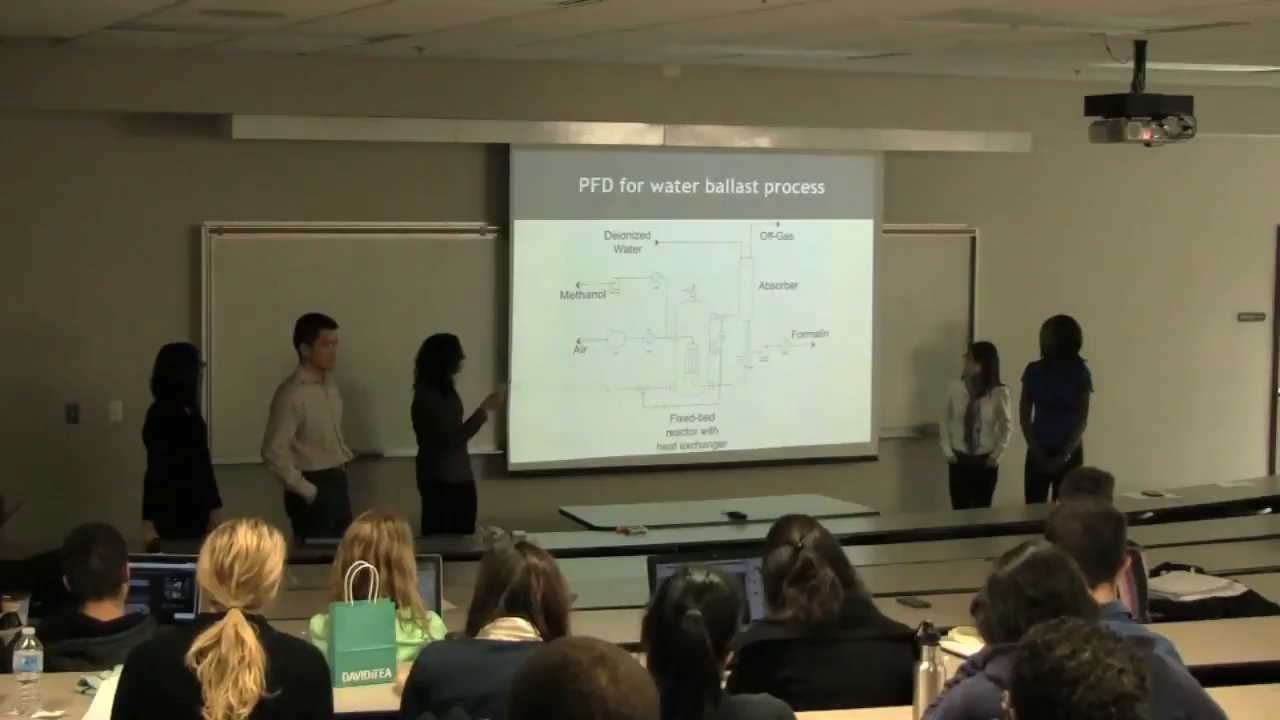 PFD for water ballast process
Deionized
Water
Off-Gas
Methanol
Absorber
Air
Formalin
Fixed-bed
reactor with
heat exchanger
DAVIDsTEA